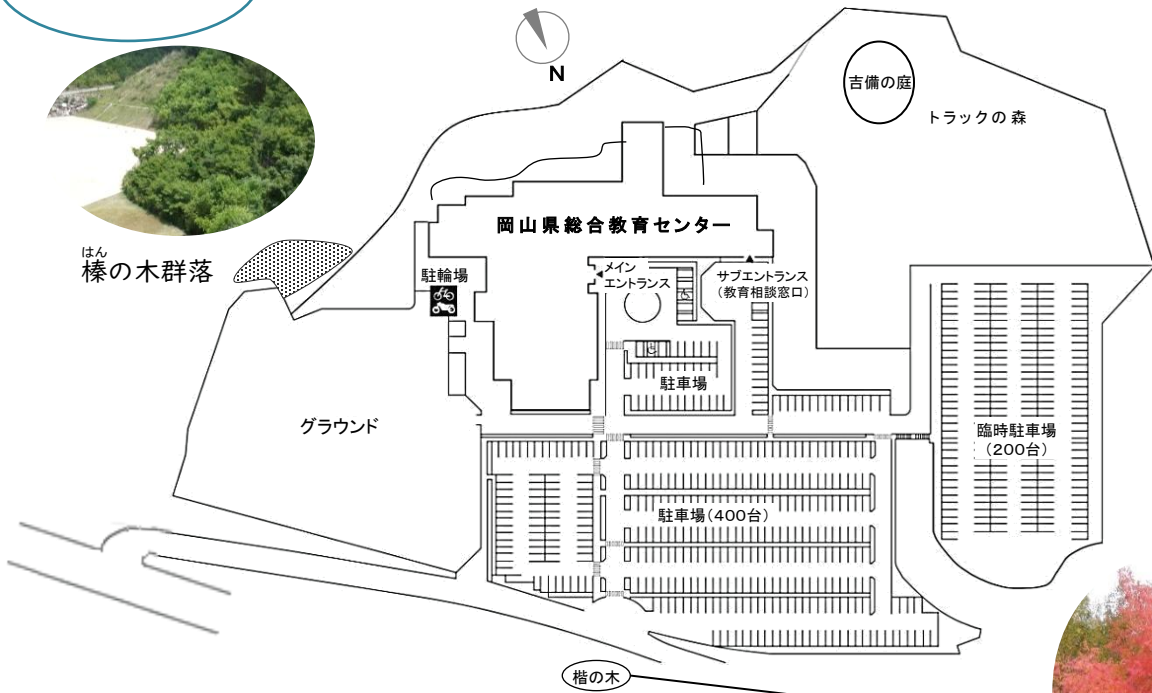 N
吉備の庭
トラックの森
岡山県総合教育センター
はん
榛の木群落
駐輪場
メイン
エントランス
サブエントランス
(教育相談窓口)
駐車場
グラウンド
臨時駐車場
(200台)
駐車場(400台)
楷の木